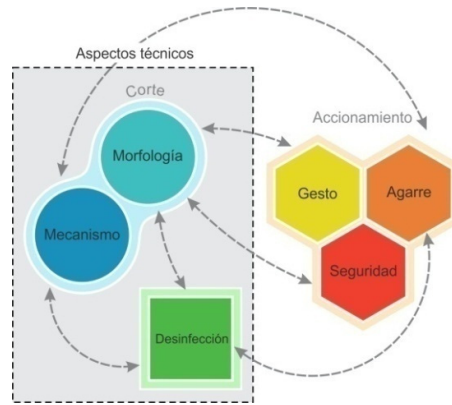 Aspectos técnicos
Corte
Morfología
Mecanismo
Desinfección
Accionamiento
Gesto
Agarre
Seguridad